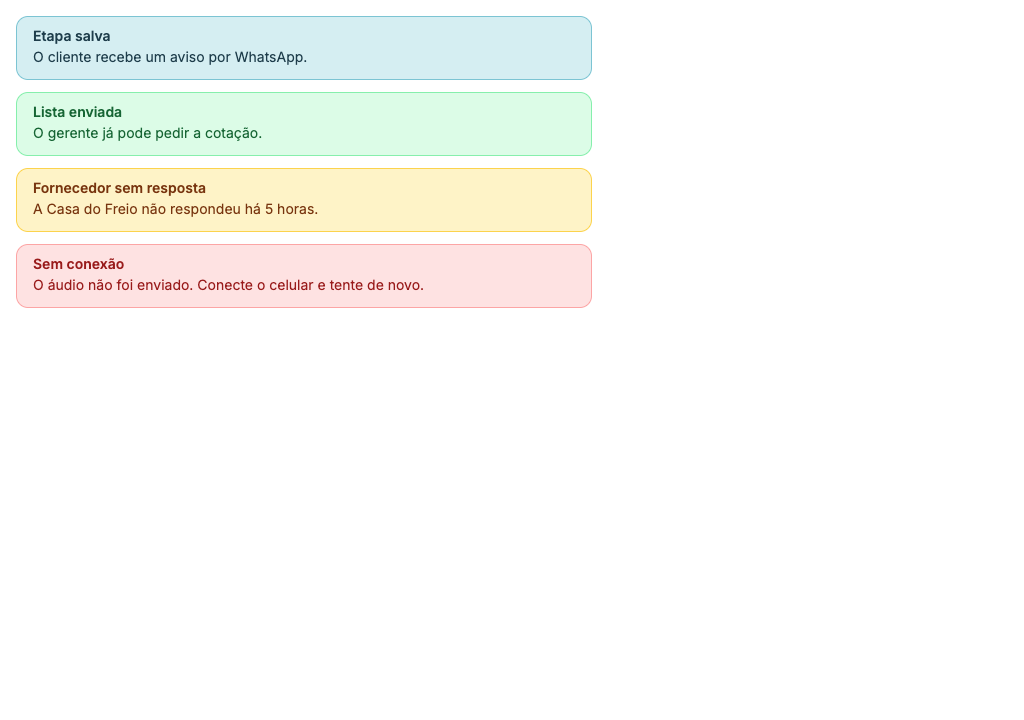 Etapa salva
O cliente recebe um aviso por WhatsApp.
Lista enviada
O gerente já pode pedir a cotação.
Fornecedor sem resposta
A Casa do Freio não respondeu há 5 horas.
Sem conexão
O áudio não foi enviado. Conecte o celular e tente de novo.